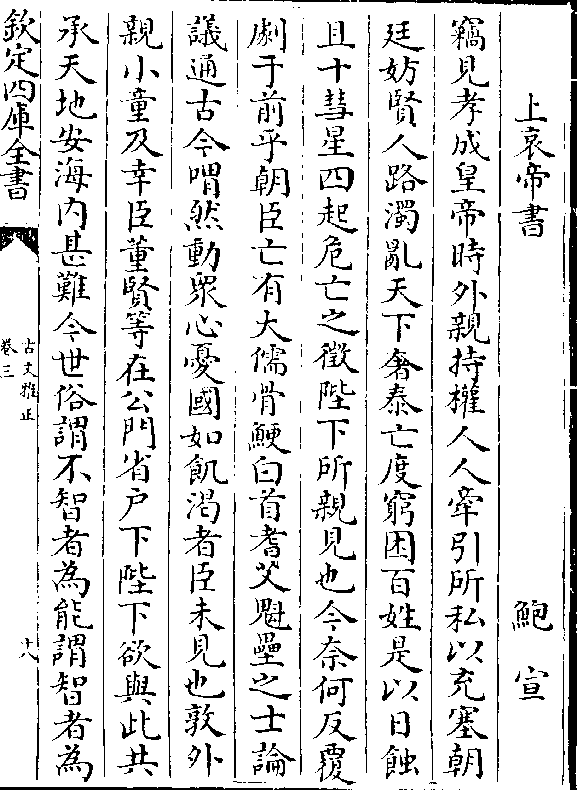 上哀帝書　鮑宣
竊見孝成皇帝時外親持權人人牽引所私以充塞朝
廷妨賢人路濁亂天下奢泰亡度窮困百姓是以日蝕
且十彗星四起危亡之徵陛下所親見也今奈何反覆
劇于前乎朝臣亡有大儒骨鯁白首耆艾魁壘之士論
議通古今喟然動衆心憂國如飢渴者臣未見也敦外
親小童及幸臣董賢等在公門省户下陛下欲與此共
承天地安海内甚難今世俗謂不智者為能謂智者為
欽定四庫全書
古文雅正
卷三
十八